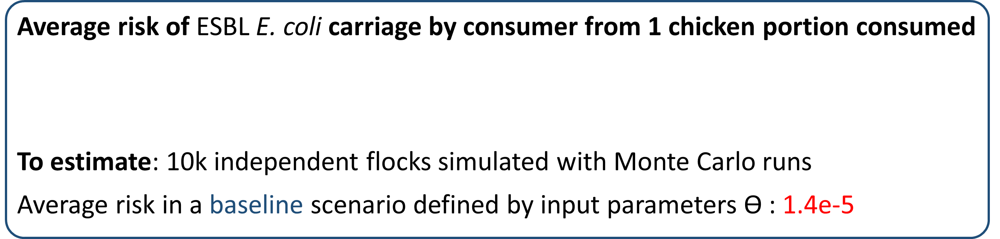 Average risk of ESBL E. coli carriage by consumer from 1 chicken portion consumed
To estimate: 10k independent flocks simulated with Monte Carlo runs
Average risk in a baseline scenario defined by input parameters Ɵ : 1.4e-5